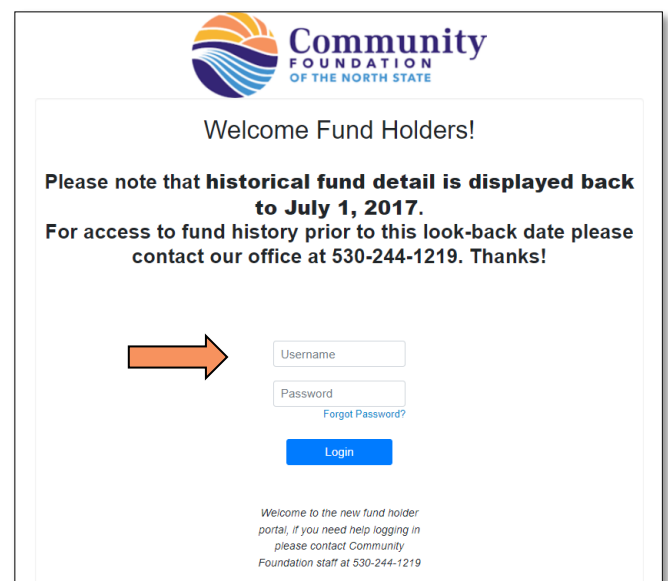 Community
FOUNDATION
OF THE NORTH STATE
Welcome Fund Holders!
Please note that historical fund detail is displayed back
to July 1, 2017.
For access to fund history prior to this look-back date please
contact our office at 530-244-1219. Thanks!
Username
Password
Forgot Password?
Login
Welcome to the new fund holder
portal, if you need help logging in
please contact Community
Foundation staff at 530-244-1219